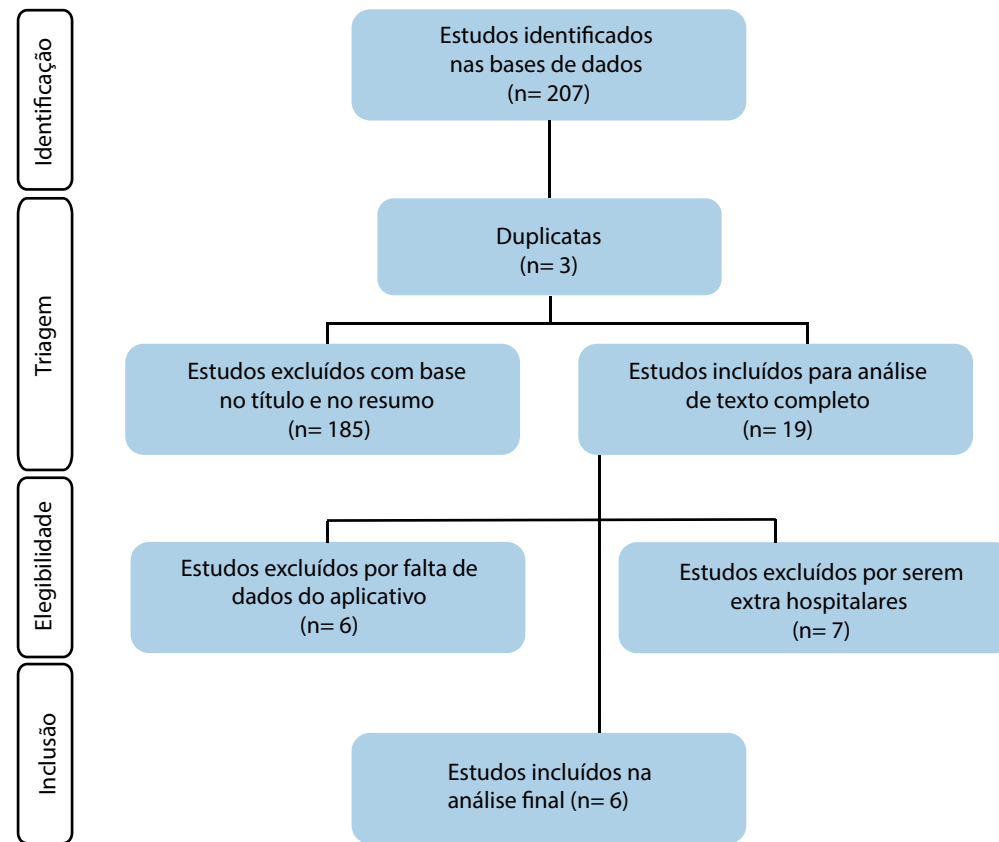 Identificação
Estudos identificados
nas bases de dados
(n= 207)
Triagem
Duplicatas
(n= 3)
Estudos excluídos com base
no título e no resumo
(n= 185)
Estudos incluídos para análise
de texto completo
(n= 19)
Elegibilidade
Estudos excluídos por falta de
dados do aplicativo
(n= 6)
Estudos excluídos por serem
extra hospitalares
(n= 7)
Inclusão
Estudos incluídos na
análise final (n= 6)